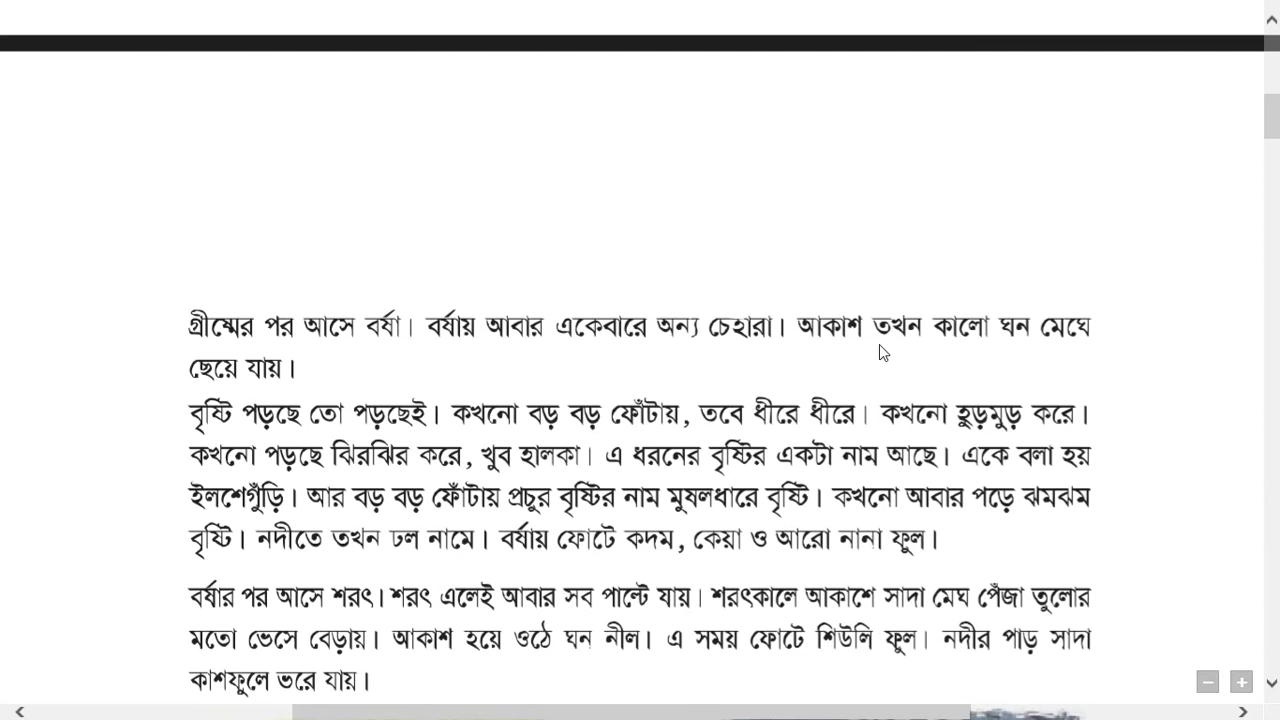 গ্রীষ্মের পর আসে বর্ষা। বর্ষায় আবার একেবারে অন্য চেহারা। আকাশ তখন কালো ঘন মেঘে
ছেয়ে যায়।
বৃষ্টি পড়ছে তো পড়ছেই। কখনো বড় বড় ফোঁটায়, তবে ধীরে ধীরে। কখনো হুড়মুড় করে।
কখনো পড়ছে ঝিরঝির করে, খুব হালকা। এ ধরনের বৃষ্টির একটা নাম আছে। একে বলা হয়
ইলশেগুঁড়ি। আর বড় বড় ফোঁটায় প্রচুর বৃষ্টির নাম মুষলধারে বৃষ্টি। কখনো আবার পড়ে ঝমঝম
বৃষ্টি। নদীতে তখন ঢল নামে। বর্ষায় ফোটে কদম, কেয়া ও আরো নানা ফুল।
বর্ষার পর আসে শরৎ। শরৎ এলেই আবার সব পাল্টে যায়। শরৎকালে আকাশে সাদা মেঘ পেঁজা তুলোর
মতো ভেসে বেড়ায়। আকাশ হয়ে ওঠে ঘন নীল। এ সময় ফোটে শিউলি ফুল। নদীর পাড় সাদা
কাশফুলে ভরে যায়।